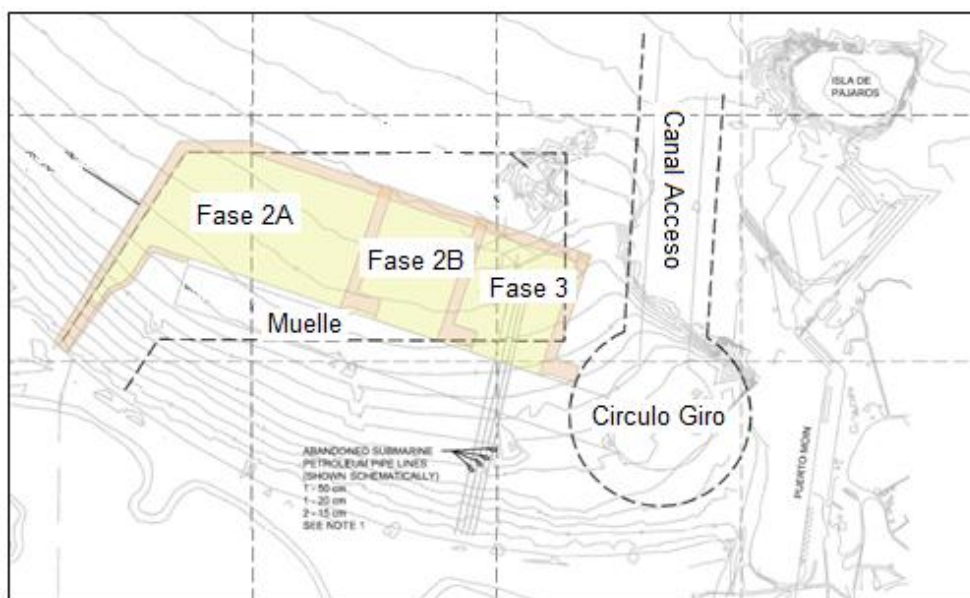 ISLA DE
PAJAROS
Canal Acceso
Fase 2A
Fase 2B
Fase 3
Muelle
Circulo Giro
ABANDONED SUBMARINE
PETROLEUM PIPE LINES
(SHOWN SCHEMATICALLY)
1 - 50 cm
1 - 20 cm
2 - 15 cm
SEE NOTE 1
PUERTO MOIN